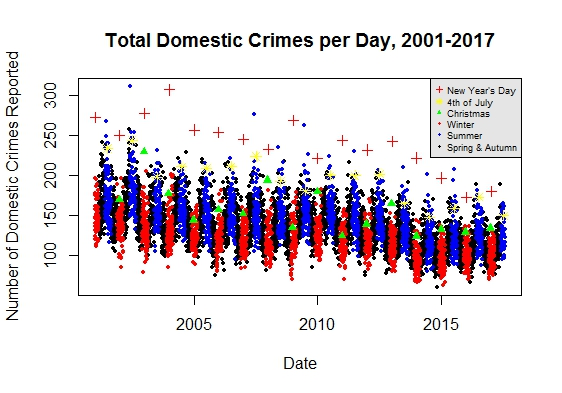 Total Domestic Crimes per Day, 2001-2017
Number of Domestic Crimes Reported
300
250
200
150
100
New Year's Day
4th of July
Christmas
Winter
Summer
Spring & Autumn
2005
2010
2015
Date